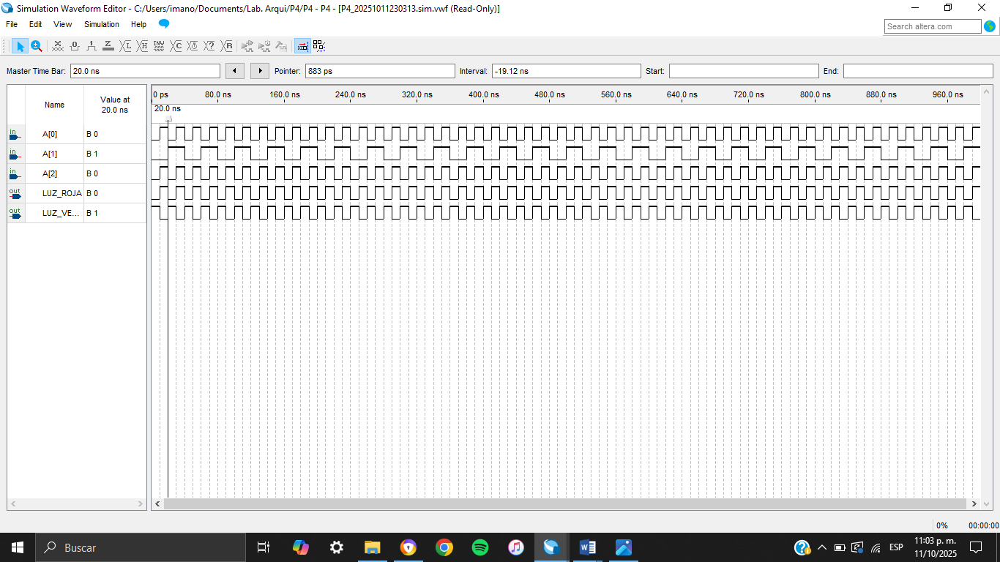 Simulation Waveform Editor - C:/Users/imano/Documents/Lab. Arqui/P4/P4 - P4 - [P4_20251011230313.sim.vwf (Read-Only)]
File Edit View Simulation Help
Search altera.com
Master Time Bar: 20.0 ns Pointer: 883 ps Interval: -19.12 ns Start: End:
Name Value at 20.0 ns
0 ps 80.0 ns 160.0 ns 240.0 ns 320.0 ns 400.0 ns 480.0 ns 560.0 ns 640.0 ns 720.0 ns 800.0 ns 880.0 ns 960.0 ns
20.0 ns
in A[0] B 0
in A[1] B 1
in A[2] B 0
out LUZ_ROJA B 0
out LUZ_VE... B 1
0% 00:00:00
Buscar
ESP
11:03 p. m.
11/10/2025